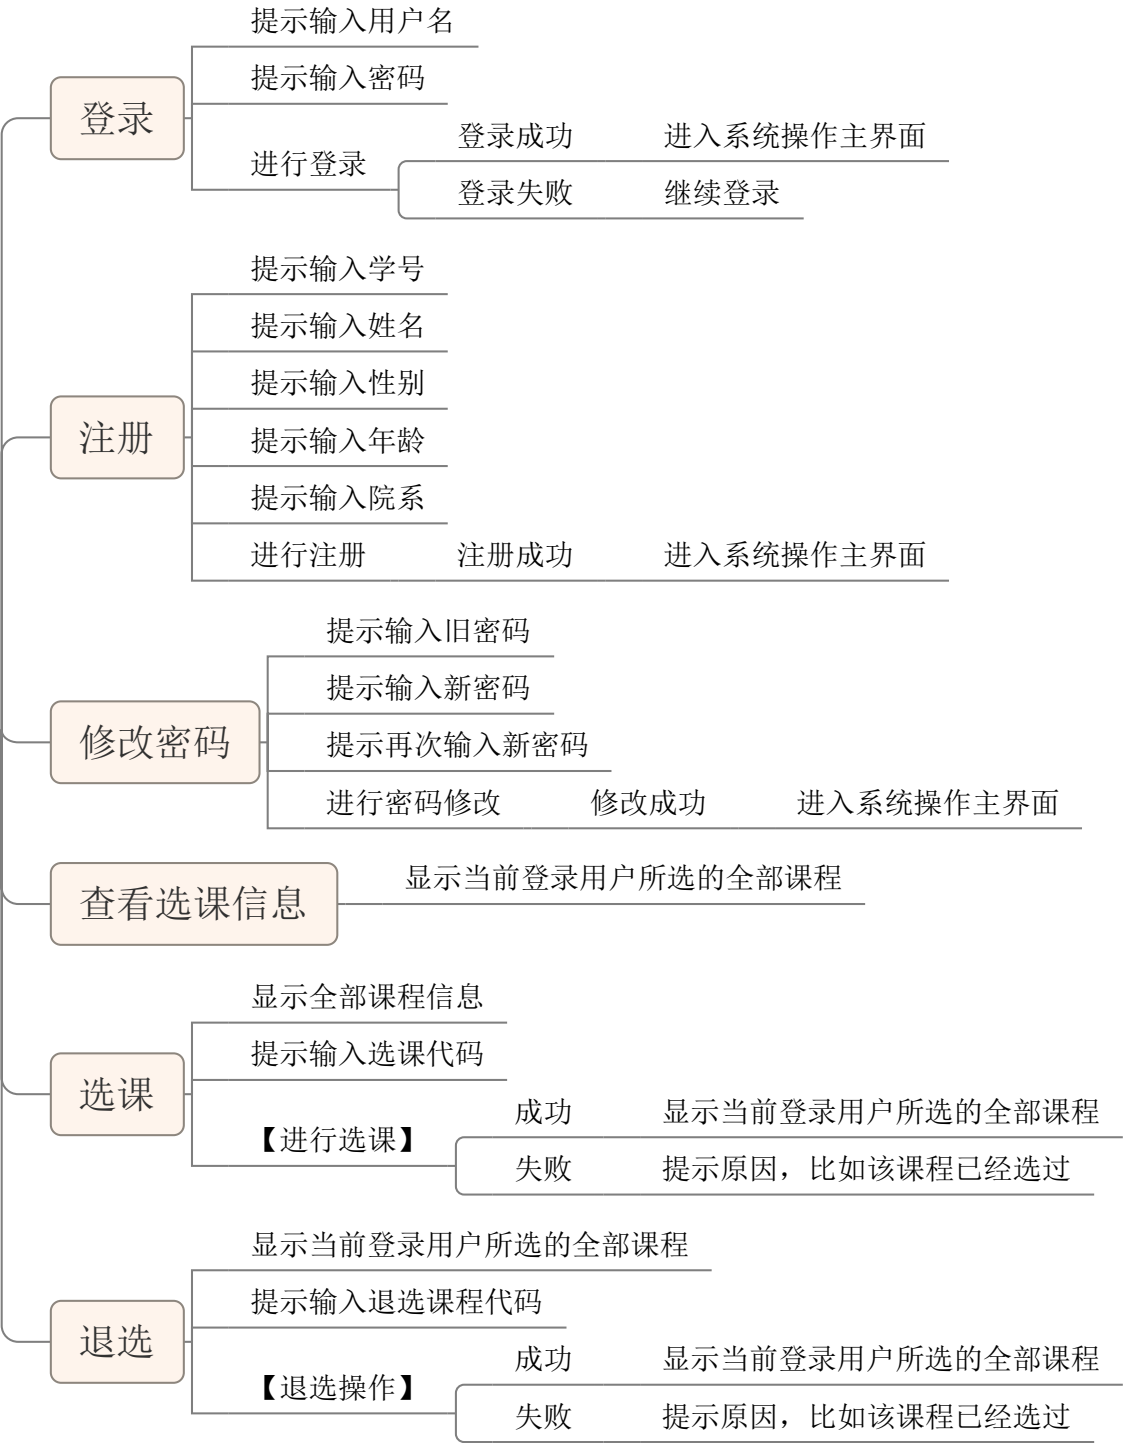 登录
提示输入用户名
提示输入密码
进行登录
登录成功 进入系统操作主界面
登录失败 继续登录
注册
提示输入学号
提示输入姓名
提示输入性别
提示输入年龄
提示输入院系
进行注册 注册成功 进入系统操作主界面
修改密码
提示输入旧密码
提示输入新密码
提示再次输入新密码
进行密码修改 修改成功 进入系统操作主界面
查看选课信息
显示当前登录用户所选的全部课程
选课
显示全部课程信息
提示输入选课代码
【进行选课】
成功 显示当前登录用户所选的全部课程
失败 提示原因，比如该课程已经选过
退选
显示当前登录用户所选的全部课程
提示输入退选课程代码
【退选操作】
成功 显示当前登录用户所选的全部课程
失败 提示原因，比如该课程已经选过